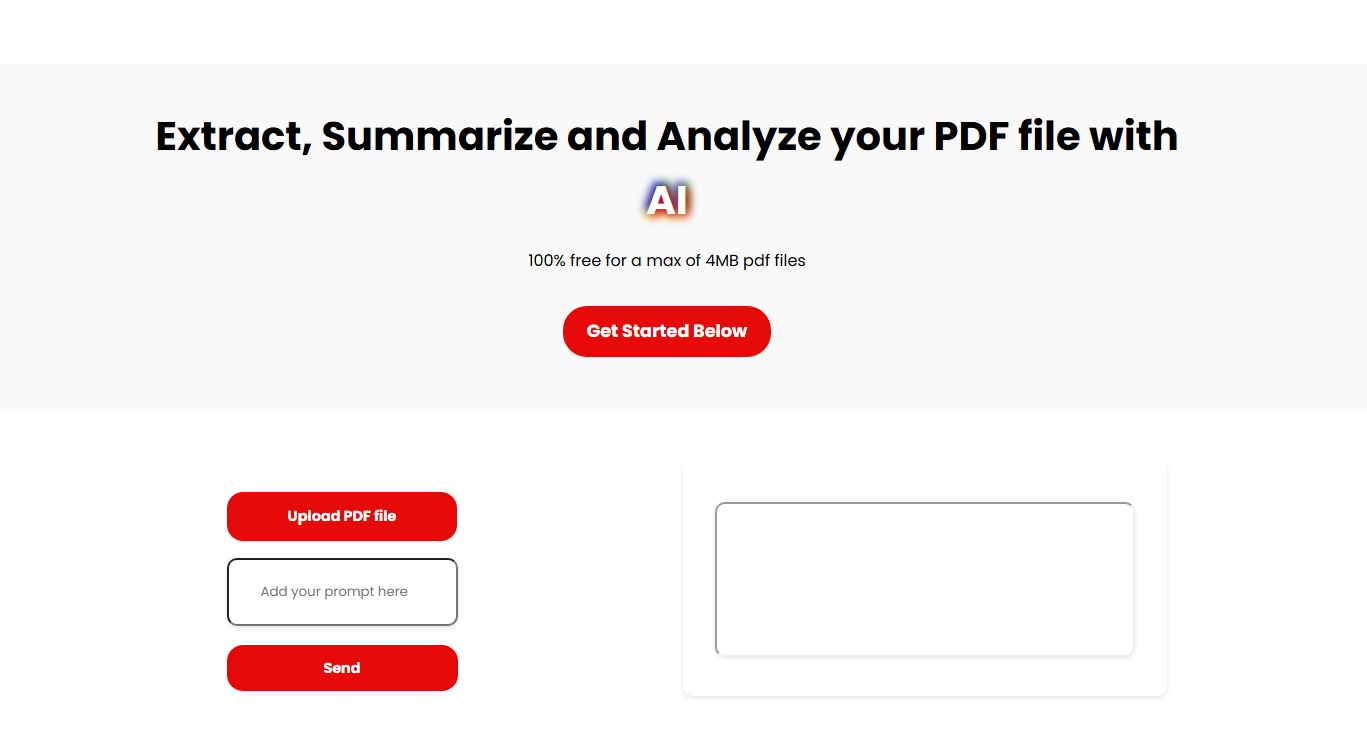 Extract, Summarize and Analyze your PDF file with
AI
100% free for a max of 4MB pdf files
Get Started Below
Upload PDF file
Add your prompt here
Send